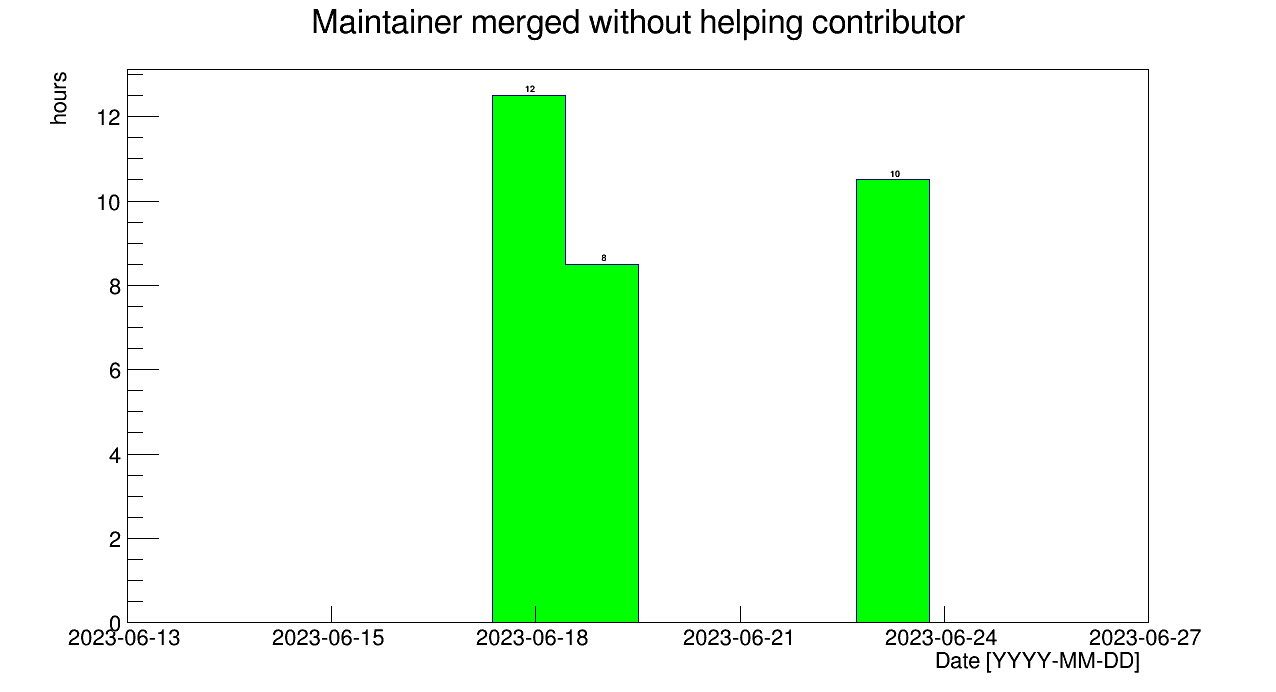 Maintainer merged without helping contributor
hours
12
10
8
6
4
2
0
12
8
10
2023-06-13 2023-06-15 2023-06-18 2023-06-21 2023-06-24 2023-06-27
Date [YYYY-MM-DD]